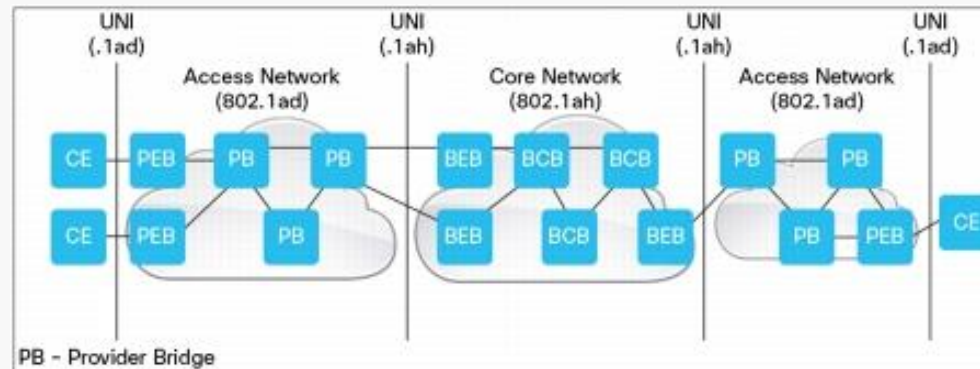 UNI UNI UNI UNI
(.1ad) (.1ah) (.1ah) (.1ad)
Access Network Core Network Access Network
(802.1ad) (802.1ah) (802.1ad)
CE PEB PB PB BEB BCB BCB PB PB
CE PEB PB BEB BCB BEB PB PEB CE
PB - Provider Bridge